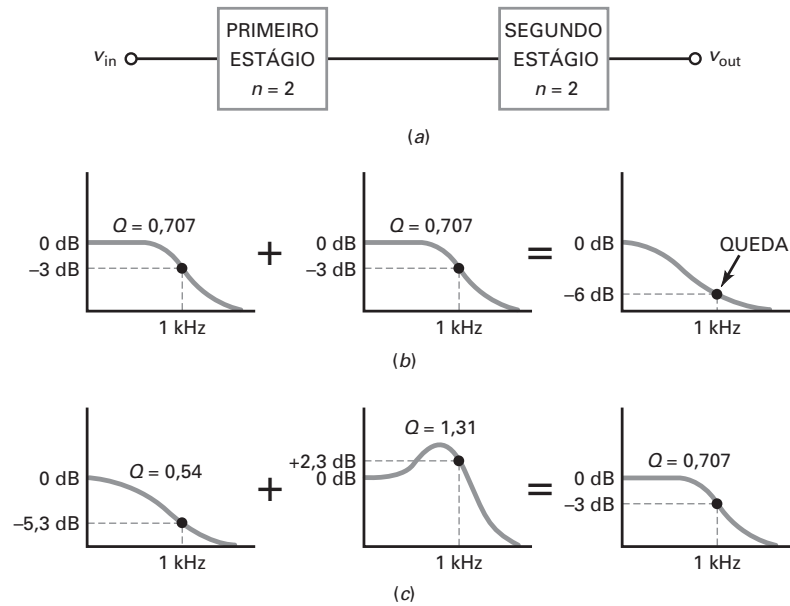 PRIMEIRO
ESTÁGIO
n = 2
SEGUNDO
ESTÁGIO
n = 2
vin
vout
(a)
Q = 0,707
0 dB
–3 dB
1 kHz
+
Q = 0,707
0 dB
–3 dB
1 kHz
=
0 dB
QUEDA
–6 dB
1 kHz
(b)
Q = 0,54
0 dB
–5,3 dB
1 kHz
+
Q = 1,31
+2,3 dB
0 dB
1 kHz
=
Q = 0,707
0 dB
–3 dB
1 kHz
(c)